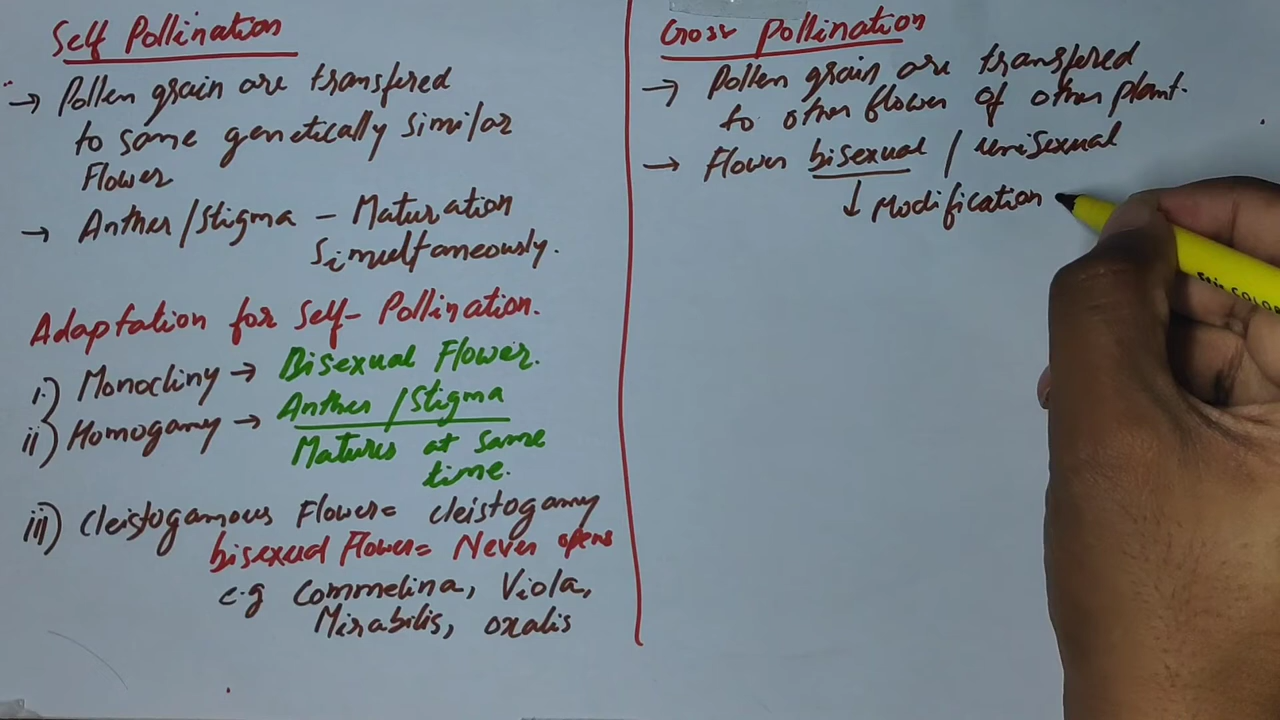 Self Pollination
→ Pollen grain are transfered
to same genetically similar
Flower
→ Anther/Stigma - Maturation
Simultaneously.
Adaptation for Self-Pollination.
i.) Monocliny → Bisexual Flower.
ii) Homogamy → Anther/Stigma
Matures at same
time.
iii) Cleistogamous Flower = cleistogamy
bisexual Flower = Never opens
e.g Commelina, Viola,
Mirabilis, oxalis
Cross pollination
→ Pollen grain are transfered
to other flower of other plant.
→ Flower bisexual / unisexual
↓ Modification